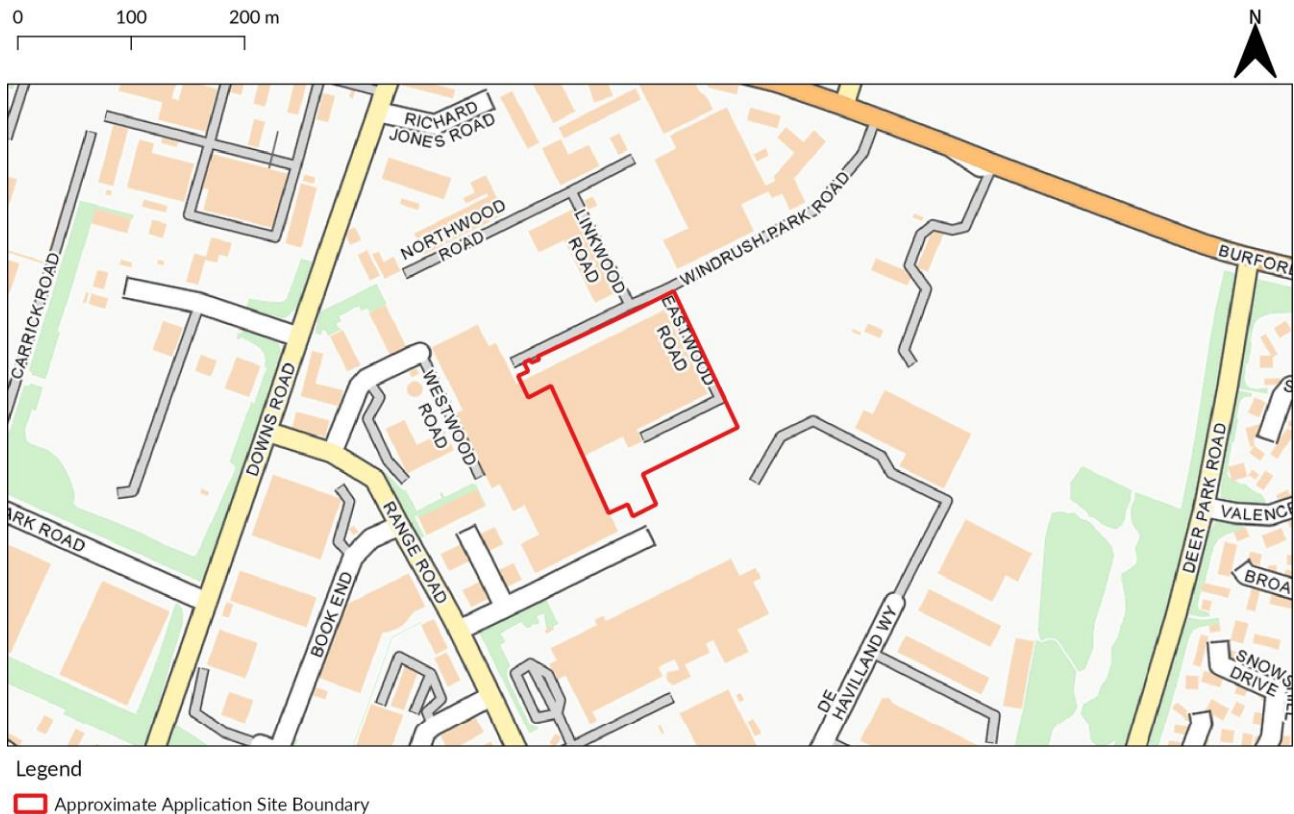 0 100 200 m
N
RICHARD
JONES ROAD
NORTHWOOD
ROAD
LINKWOOD
ROAD
WINDRUSH PARK ROAD
BURFORD
CARRICK ROAD
EASTWOOD
ROAD
WESTWOOD
ROAD
DOWNS ROAD
DEER PARK ROAD
VALENCE
ARK ROAD
RANGE ROAD
BOOK END
BROA
DE
HAVILLAND WY
SNOWS
DRIVE
Legend
Approximate Application Site Boundary